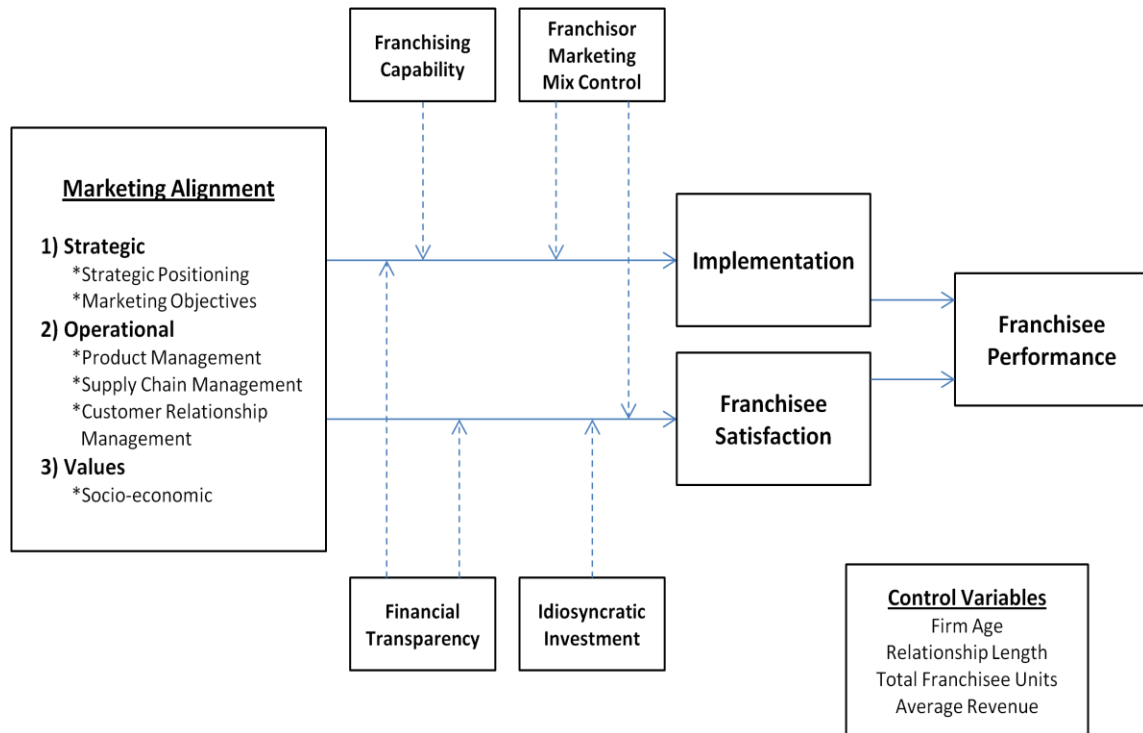 Franchising
Capability
Franchisor
Marketing
Mix Control
Marketing Alignment
1) Strategic
*Strategic Positioning
*Marketing Objectives
2) Operational
*Product Management
*Supply Chain Management
*Customer Relationship
Management
3) Values
*Socio-economic
Implementation
Franchisee
Satisfaction
Franchisee
Performance
Financial
Transparency
Idiosyncratic
Investment
Control Variables
Firm Age
Relationship Length
Total Franchisee Units
Average Revenue